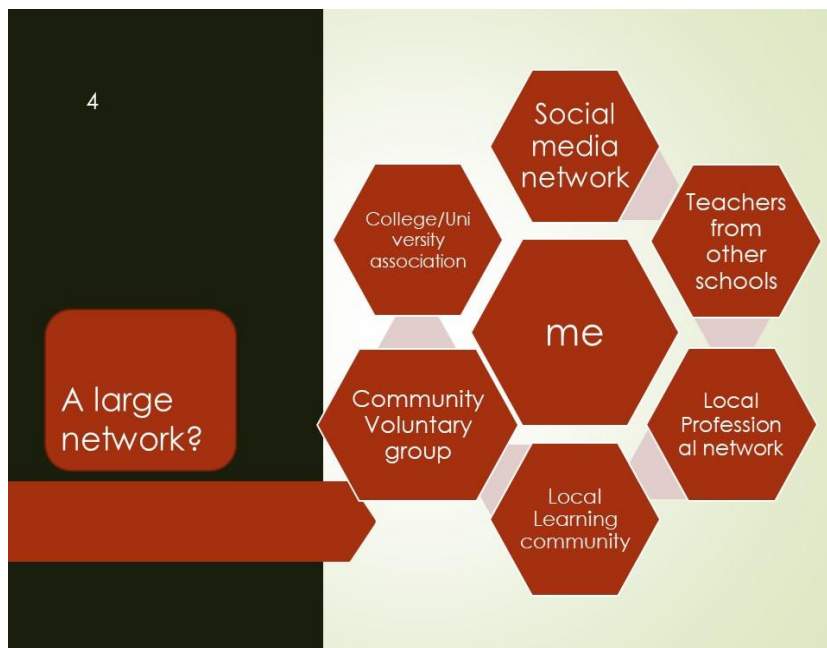 4
A large
network?
Social
media
network
Teachers
from
other
schools
Local
Profession
al network
Local
Learning
community
Community
Voluntary
group
College/Uni
versity
association
me